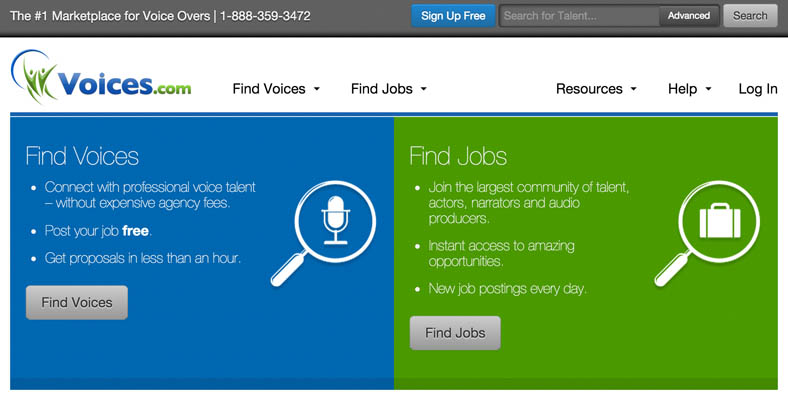 The #1 Marketplace for Voice Overs | 1-888-359-3472
Sign Up Free
Search for Talent...
Advanced
Search
Voices.com
Find Voices
Find Jobs
Resources
Help
Log In
Find Voices
Connect with professional voice talent
– without expensive agency fees.
Post your job free.
Get proposals in less than an hour.
Find Voices
Find Jobs
Join the largest community of talent,
actors, narrators and audio
producers.
Instant access to amazing
opportunities.
New job postings every day.
Find Jobs